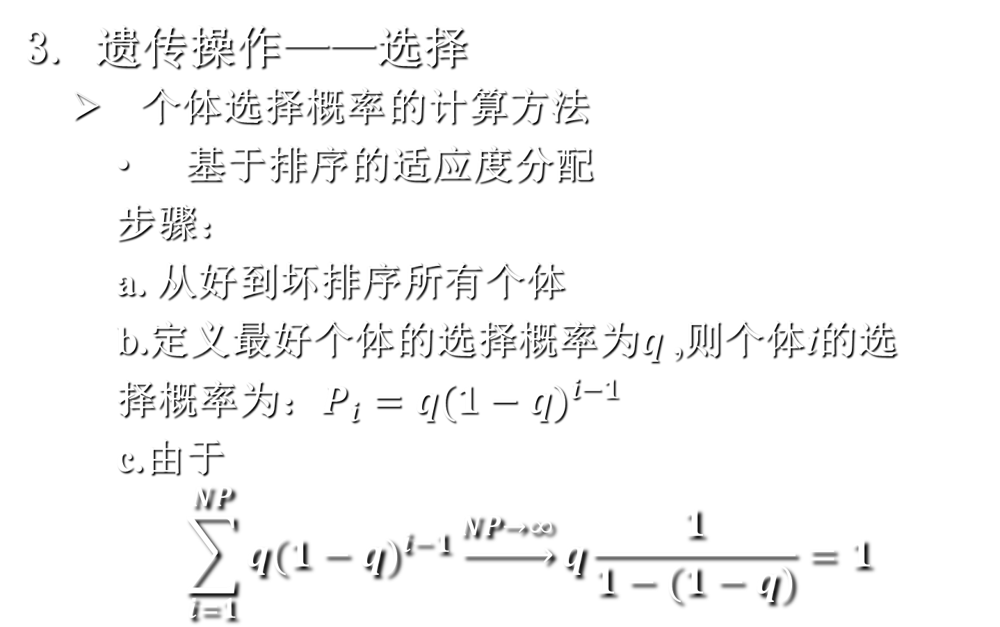 3. 遗传操作——选择
➢ 个体选择概率的计算方法
• 基于排序的适应度分配
步骤：
a. 从好到坏排序所有个体
b.定义最好个体的选择概率为q ,则个体i的选
择概率为：P_i = q(1 − q)^{i−1}
c.由于
\sum_{i=1}^{NP} q(1 − q)^{i−1} \xrightarrow{NP→∞} q \frac{1}{1 − (1 − q)} = 1